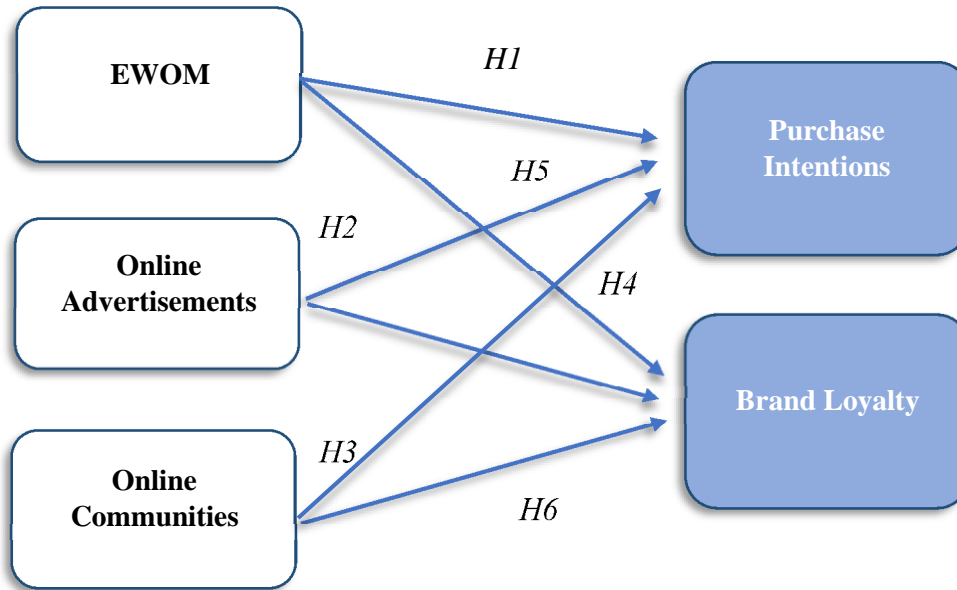 EWOM
H1
Purchase
Intentions
H5
H2
Online
Advertisements
H4
Brand Loyalty
H3
Online
Communities
H6